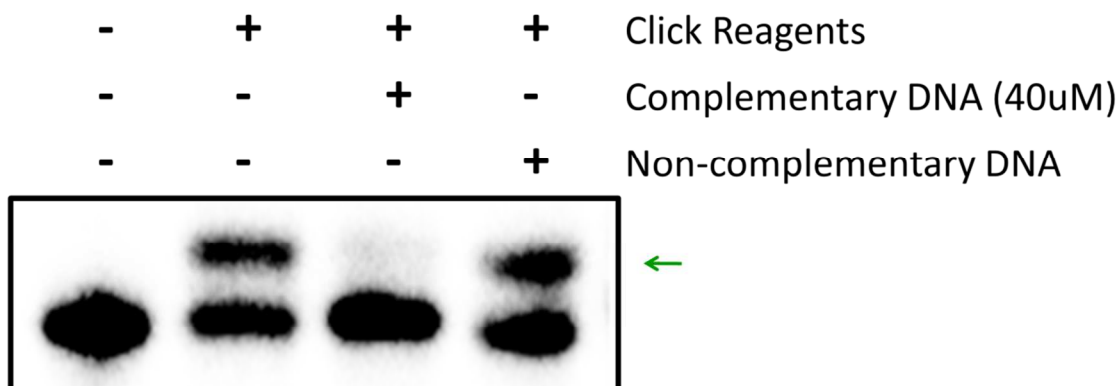 - + + + Click Reagents
- - + - Complementary DNA (40uM)
- - - + Non-complementary DNA